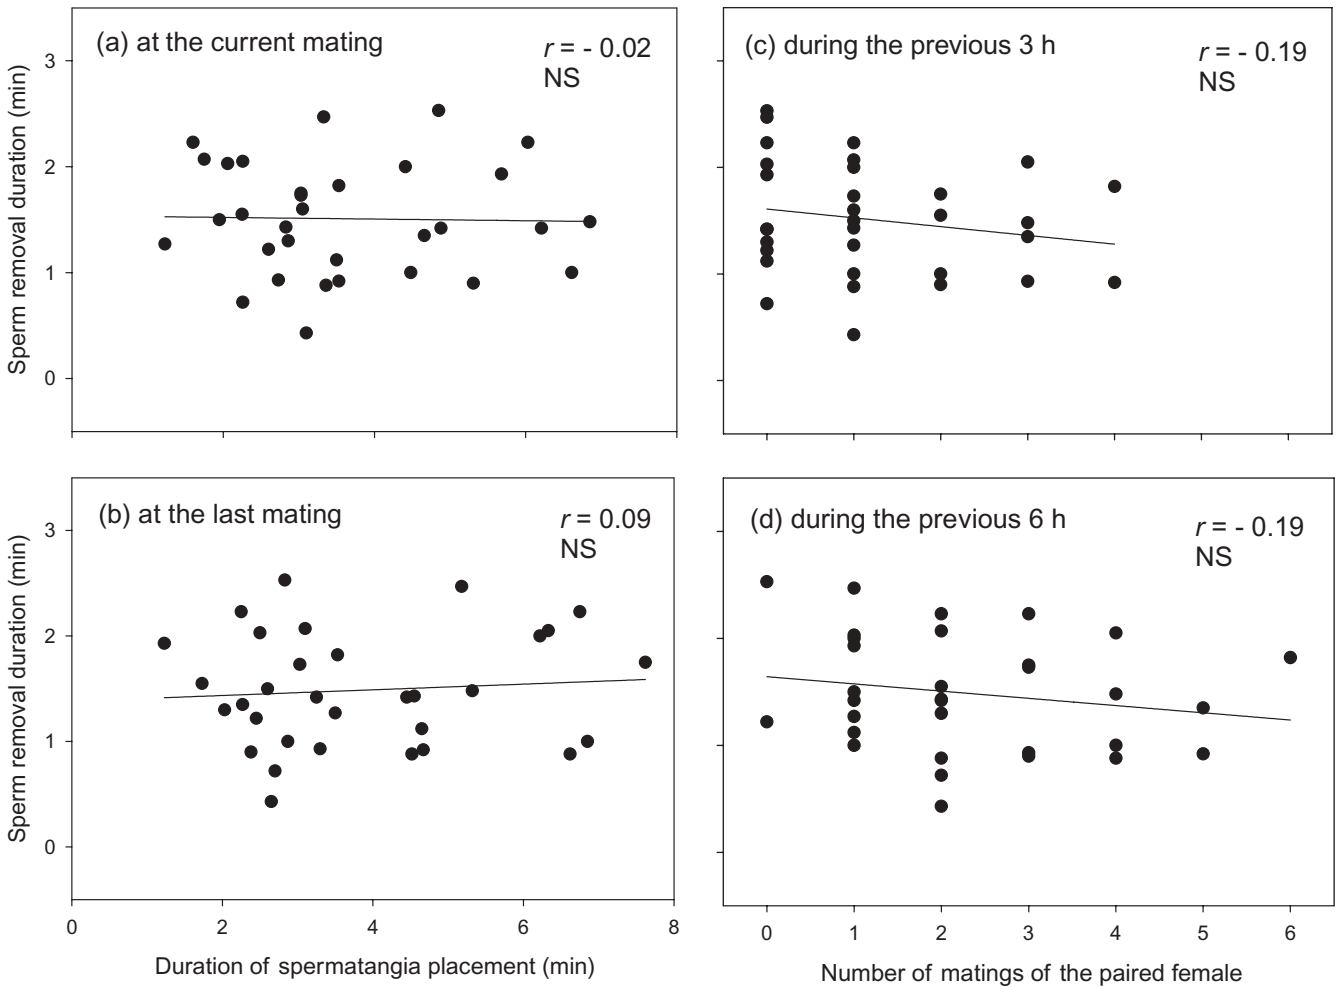 (a) at the current mating
r = - 0.02
NS
Sperm removal duration (min)
3
2
1
0
(c) during the previous 3 h
r = - 0.19
NS
(b) at the last mating
r = 0.09
NS
Sperm removal duration (min)
3
2
1
0
0 2 4 6 8
Duration of spermatangia placement (min)
(d) during the previous 6 h
r = - 0.19
NS
0 1 2 3 4 5 6
Number of matings of the paired female